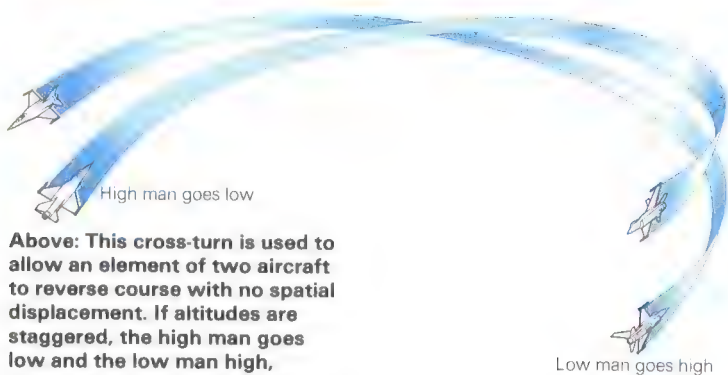 High man goes low
Above: This cross-turn is used to
allow an element of two aircraft
to reverse course with no spatial
displacement. If altitudes are
staggered, the high man goes
low and the low man high,
Low man goes high